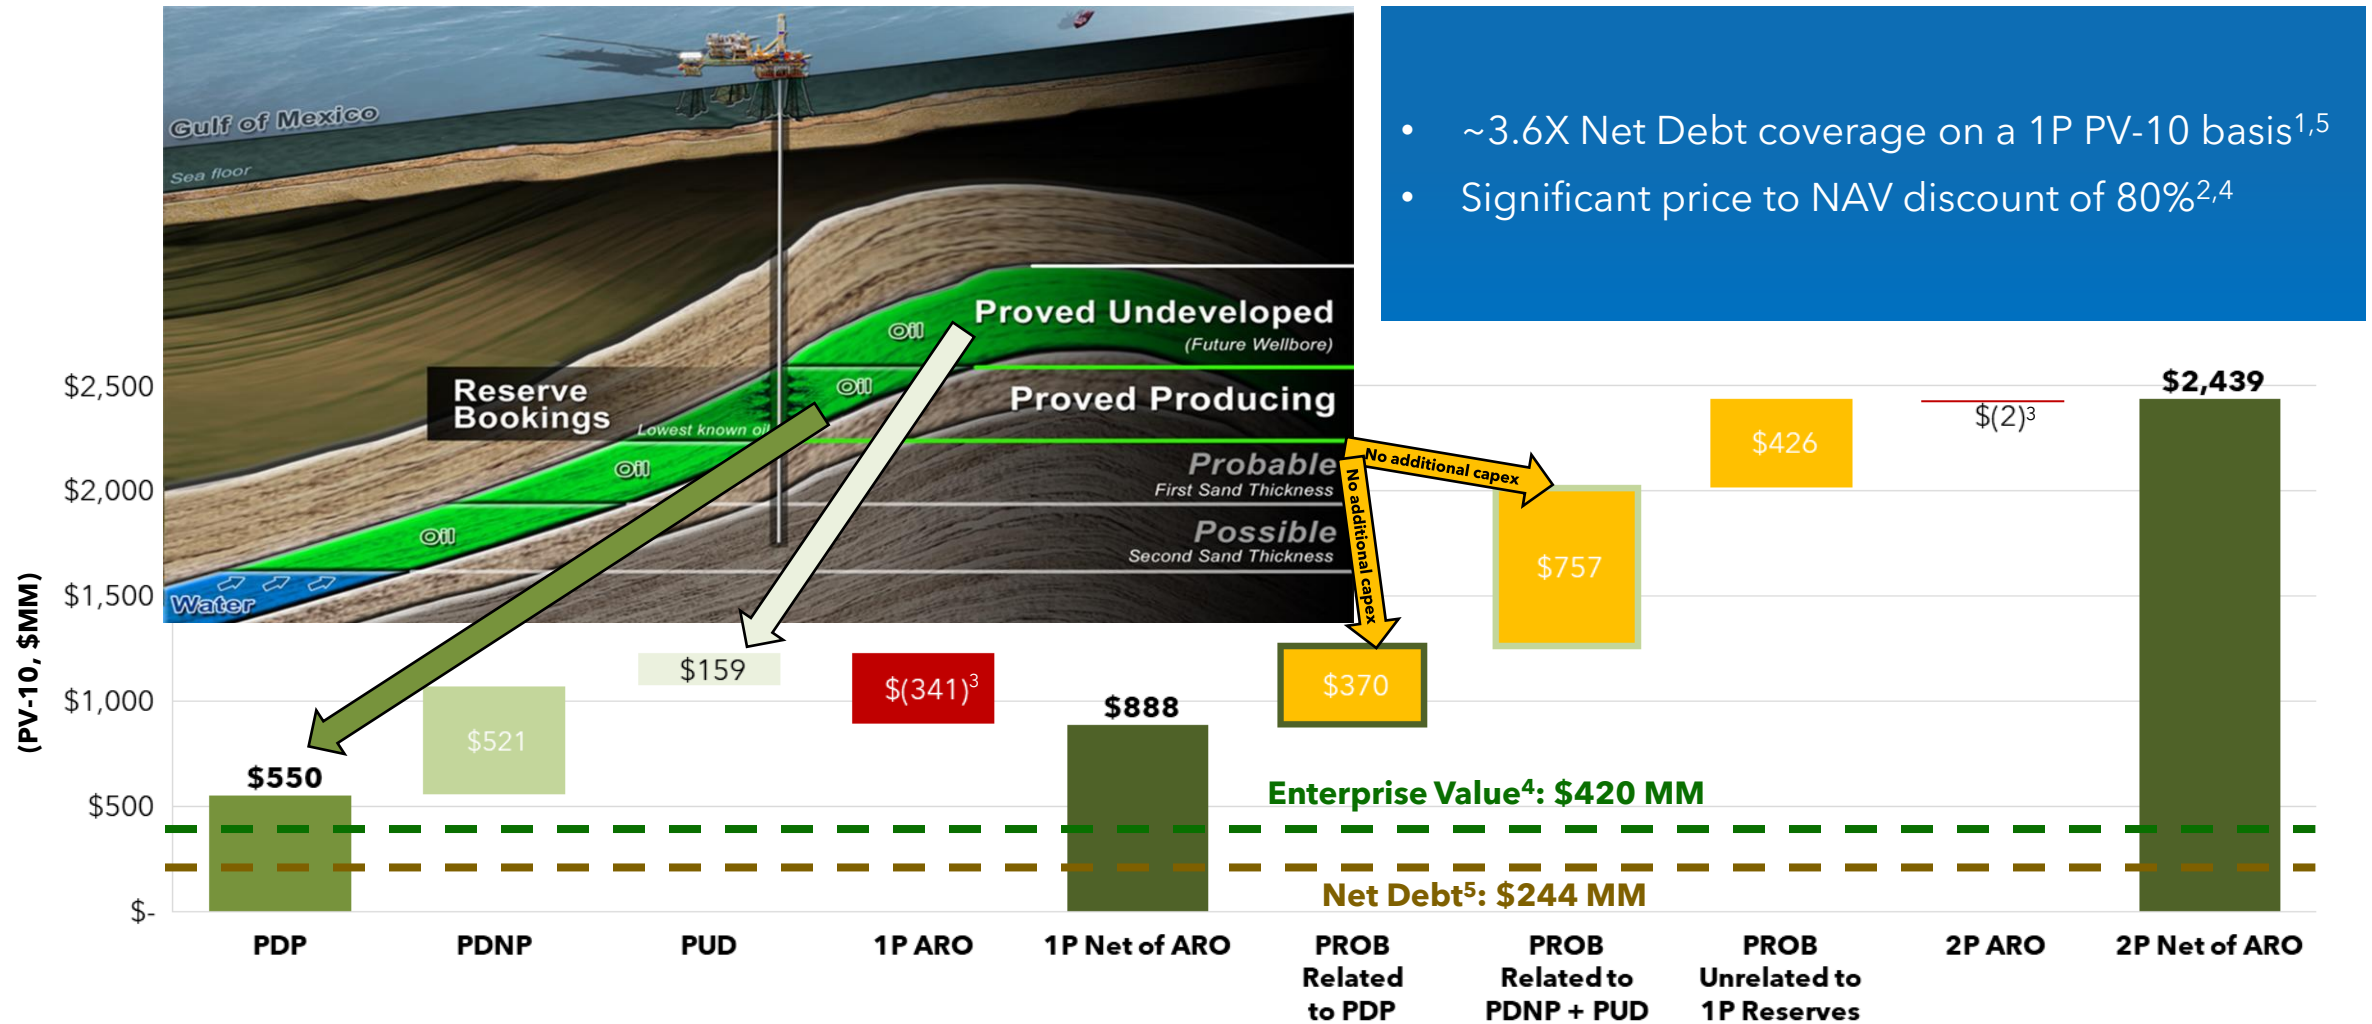 Gulf of Mexico
Sea floor
Reserve
Bookings
Lowest known oil
Oil
Oil
Oil
Oil
Water
Proved Undeveloped
(Future Wellbore)
Proved Producing
Probable
First Sand Thickness
Possible
Second Sand Thickness
• ~3.6X Net Debt coverage on a 1P PV-10 basis1,5
• Significant price to NAV discount of 80%2,4
No additional capex
No additional capex
(PV-10, $MM)
$2,500
$2,000
$1,500
$1,000
$500
$-
$550
$521
$159
$(341)3
$888
$370
$757
$426
$(2)3
$2,439
Enterprise Value4: $420 MM
Net Debt5: $244 MM
PDP
PDNP
PUD
1P ARO
1P Net of ARO
PROB
Related
to PDP
PROB
Related to
PDNP + PUD
PROB
Unrelated to
1P Reserves
2P ARO
2P Net of ARO